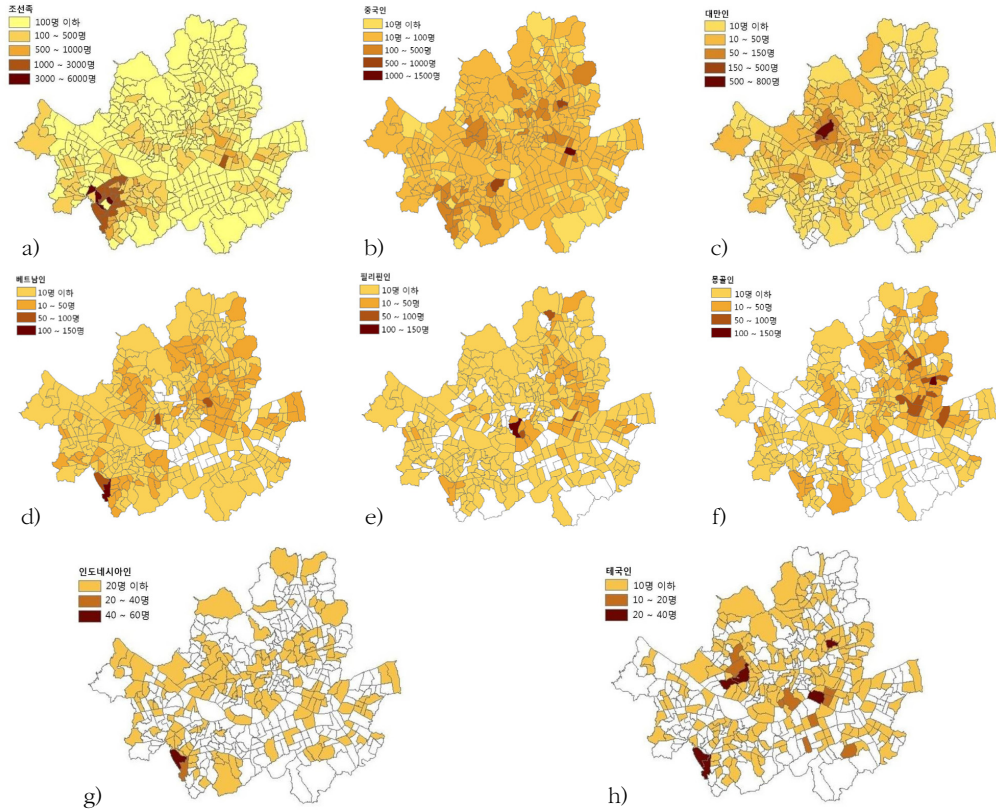 조선족
100명 이하
100 ~ 500명
500 ~ 1000명
1000 ~ 3000명
3000 ~ 6000명
a)
중국인
10명 이하
10명 ~ 100명
100 ~ 500명
500 ~ 1000명
1000 ~ 1500명
b)
대만인
10명 이하
10 ~ 50명
50 ~ 150명
150 ~ 500명
500 ~ 800명
c)
베트남인
10명 이하
10 ~ 50명
50 ~ 100명
100 ~ 150명
d)
필리핀인
10명 이하
10 ~ 50명
50 ~ 100명
100 ~ 150명
e)
몽골인
10명 이하
10 ~ 50명
50 ~ 100명
100 ~ 150명
f)
인도네시아인
20명 이하
20 ~ 40명
40 ~ 60명
g)
태국인
10명 이하
10 ~ 20명
20 ~ 40명
h)